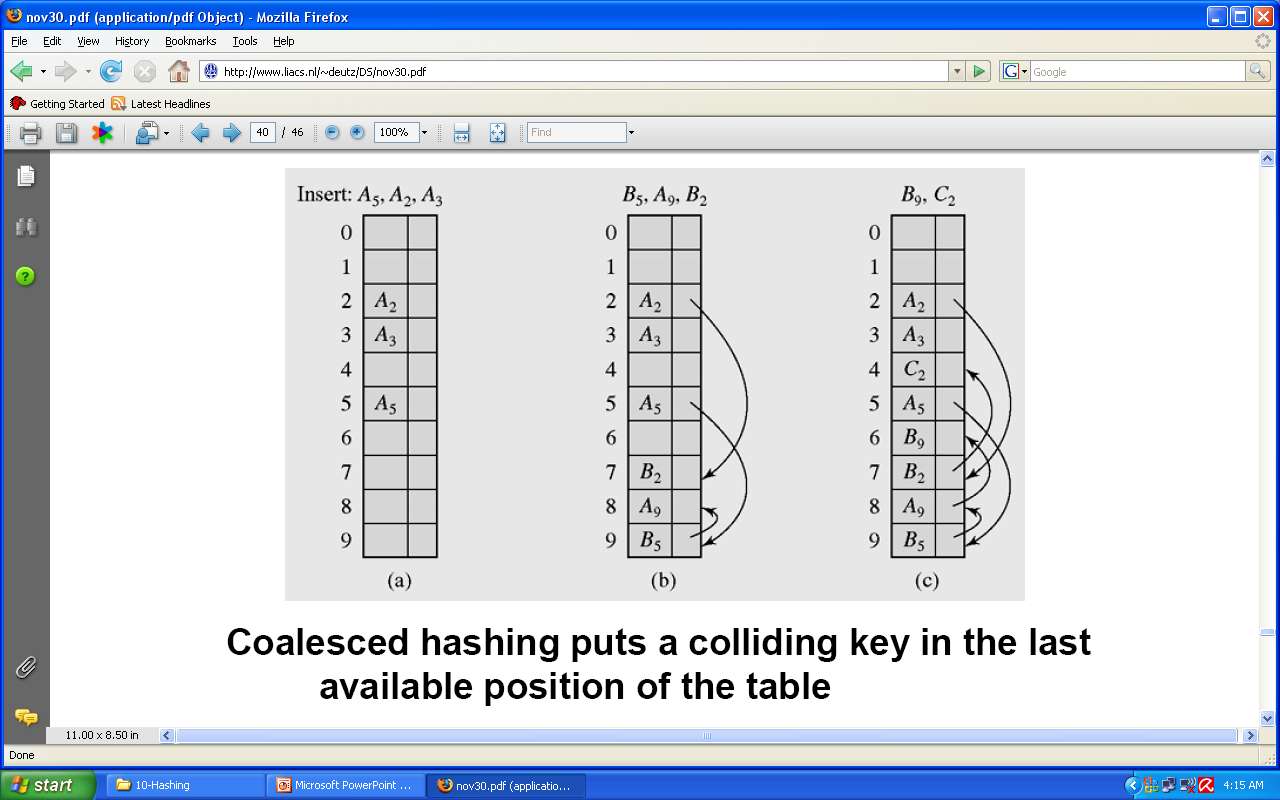 nov30.pdf (application/pdf Object) - Mozilla Firefox
File Edit View History Bookmarks Tools Help
http://www.liacs.nl/~deutz/DS/nov30.pdf
G Google
Getting Started Latest Headlines
40 / 46 100% Find
Insert: A₅, A₂, A₃ B₅, A₉, B₂ B₉, C₂
0 0 0
1 1 1
2 A₂ 2 A₂ 2 A₂
3 A₃ 3 A₃ 3 A₃
4 4 4 C₂
5 A₅ 5 A₅ 5 A₅
6 6 6 B₉
7 7 B₂ 7 B₂
8 8 A₉ 8 A₉
9 9 B₅ 9 B₅
(a) (b) (c)
Coalesced hashing puts a colliding key in the last
available position of the table
11.00 x 8.50 in
Done
start 10-Hashing Microsoft PowerPoint ... nov30.pdf (applicatio... 4:15 AM